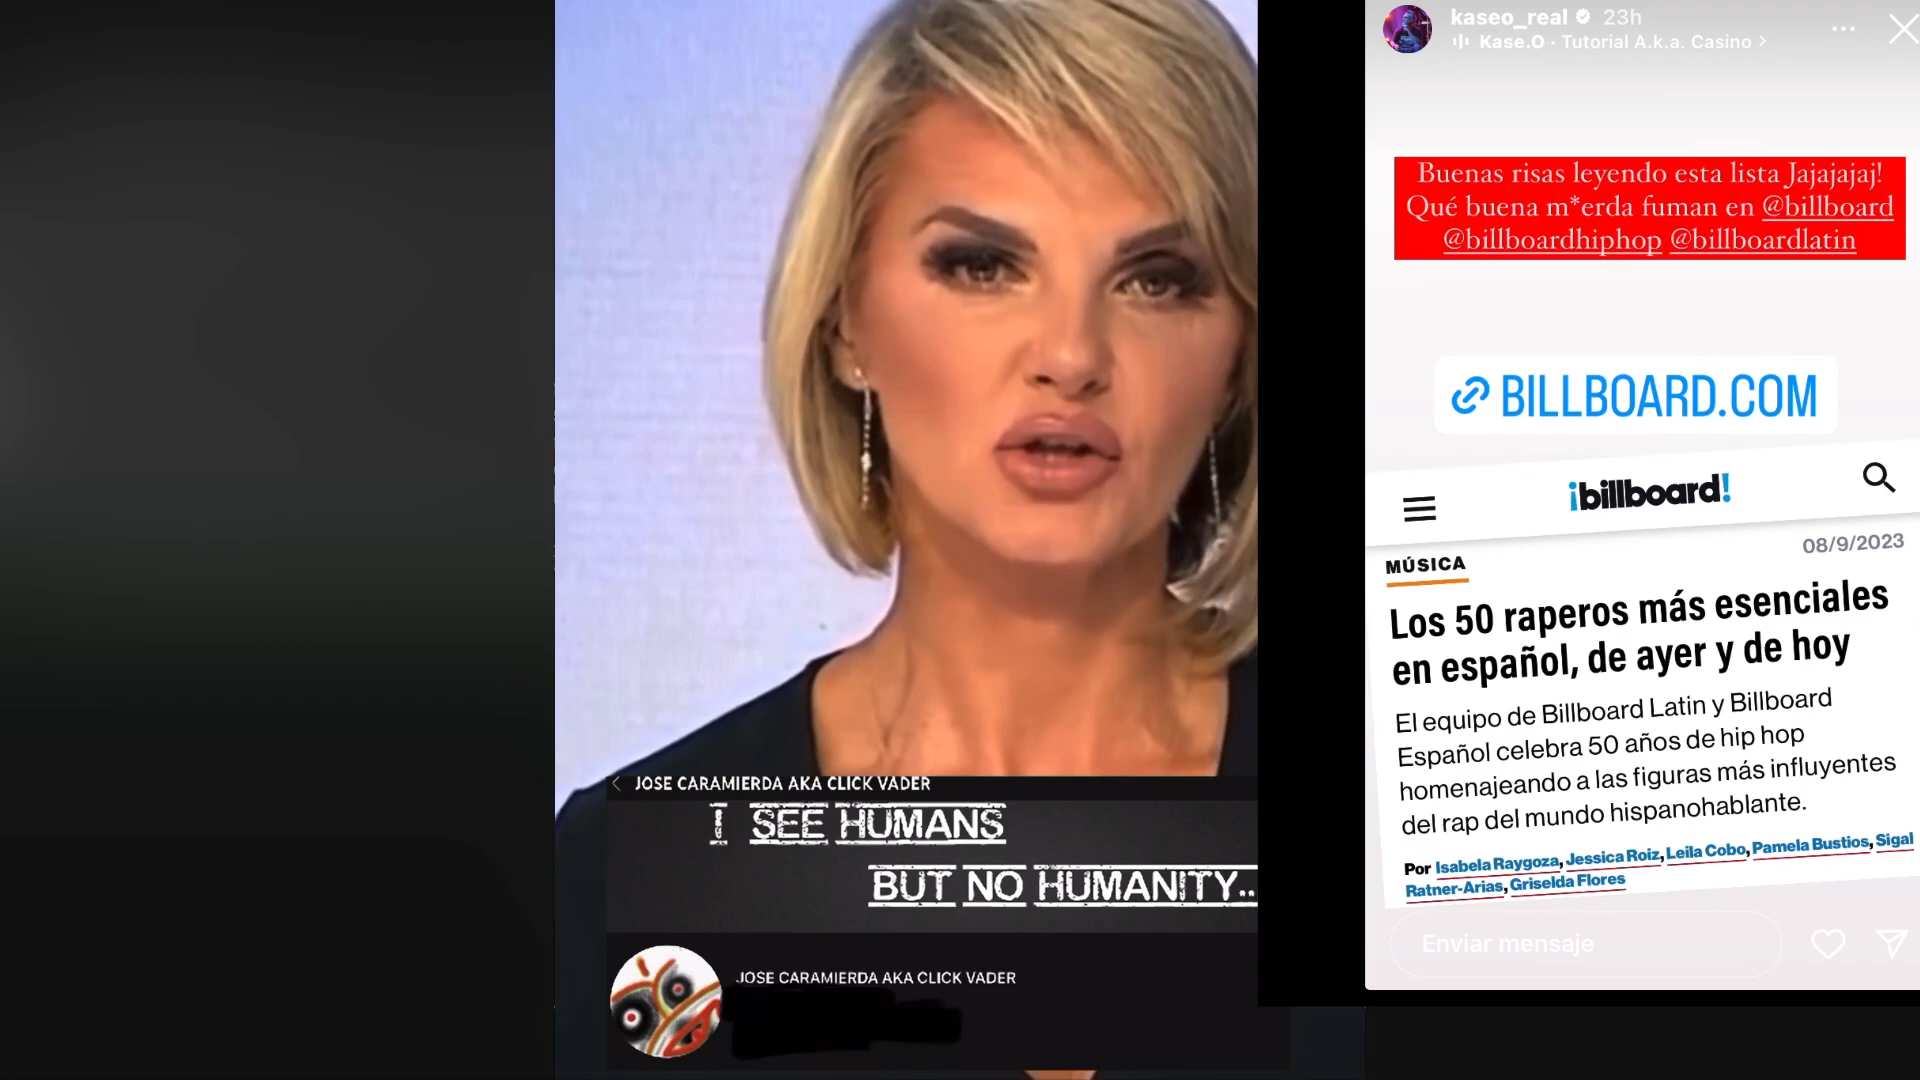 JOSE CARAMIERDA AKA CLICK VADER
I SEE HUMANS
BUT NO HUMANITY..
JOSE CARAMIERDA AKA CLICK VADER
kaseo_real 23h
Kase.O · Tutorial A.k.a. Casino
Buenas risas leyendo esta lista Jajajajaj!
Qué buena m*erda fuman en @billboard
@billboardhiphop @billboardlatin
BILLBOARD.COM
¡billboard!
08/9/2023
MÚSICA
Los 50 raperos más esenciales
en español, de ayer y de hoy
El equipo de Billboard Latin y Billboard
Español celebra 50 años de hip hop
homenajeando a las figuras más influyentes
del rap del mundo hispanohablante.
Por Isabela Raygoza, Jessica Roiz, Leila Cobo, Pamela Bustios, Sigal
Ratner-Arias, Griselda Flores
Enviar mensaje